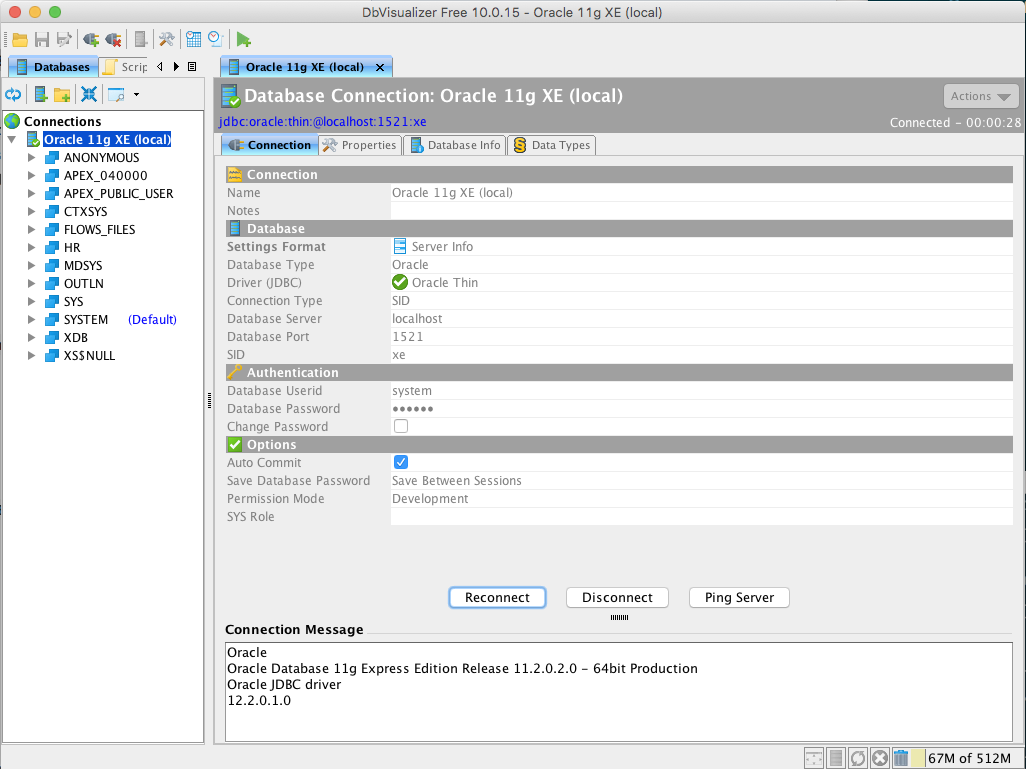 DbVisualizer Free 10.0.15 - Oracle 11g XE (local)
Databases
Scrip
Connections
Oracle 11g XE (local)
ANONYMOUS
APEX_040000
APEX_PUBLIC_USER
CTXSYS
FLOWS_FILES
HR
MDSYS
OUTLN
SYS
SYSTEM (Default)
XDB
XS$NULL
Oracle 11g XE (local)
Database Connection: Oracle 11g XE (local)
Actions
jdbc:oracle:thin:@localhost:1521:xe
Connected - 00:00:28
Connection Properties Database Info Data Types
Connection
Name Oracle 11g XE (local)
Notes
Database
Settings Format Server Info
Database Type Oracle
Driver (JDBC) Oracle Thin
Connection Type SID
Database Server localhost
Database Port 1521
SID xe
Authentication
Database Userid system
Database Password ••••••
Change Password
Options
Auto Commit
Save Database Password Save Between Sessions
Permission Mode Development
SYS Role
Reconnect Disconnect Ping Server
Connection Message
Oracle
Oracle Database 11g Express Edition Release 11.2.0.2.0 - 64bit Production
Oracle JDBC driver
12.2.0.1.0
67M of 512M